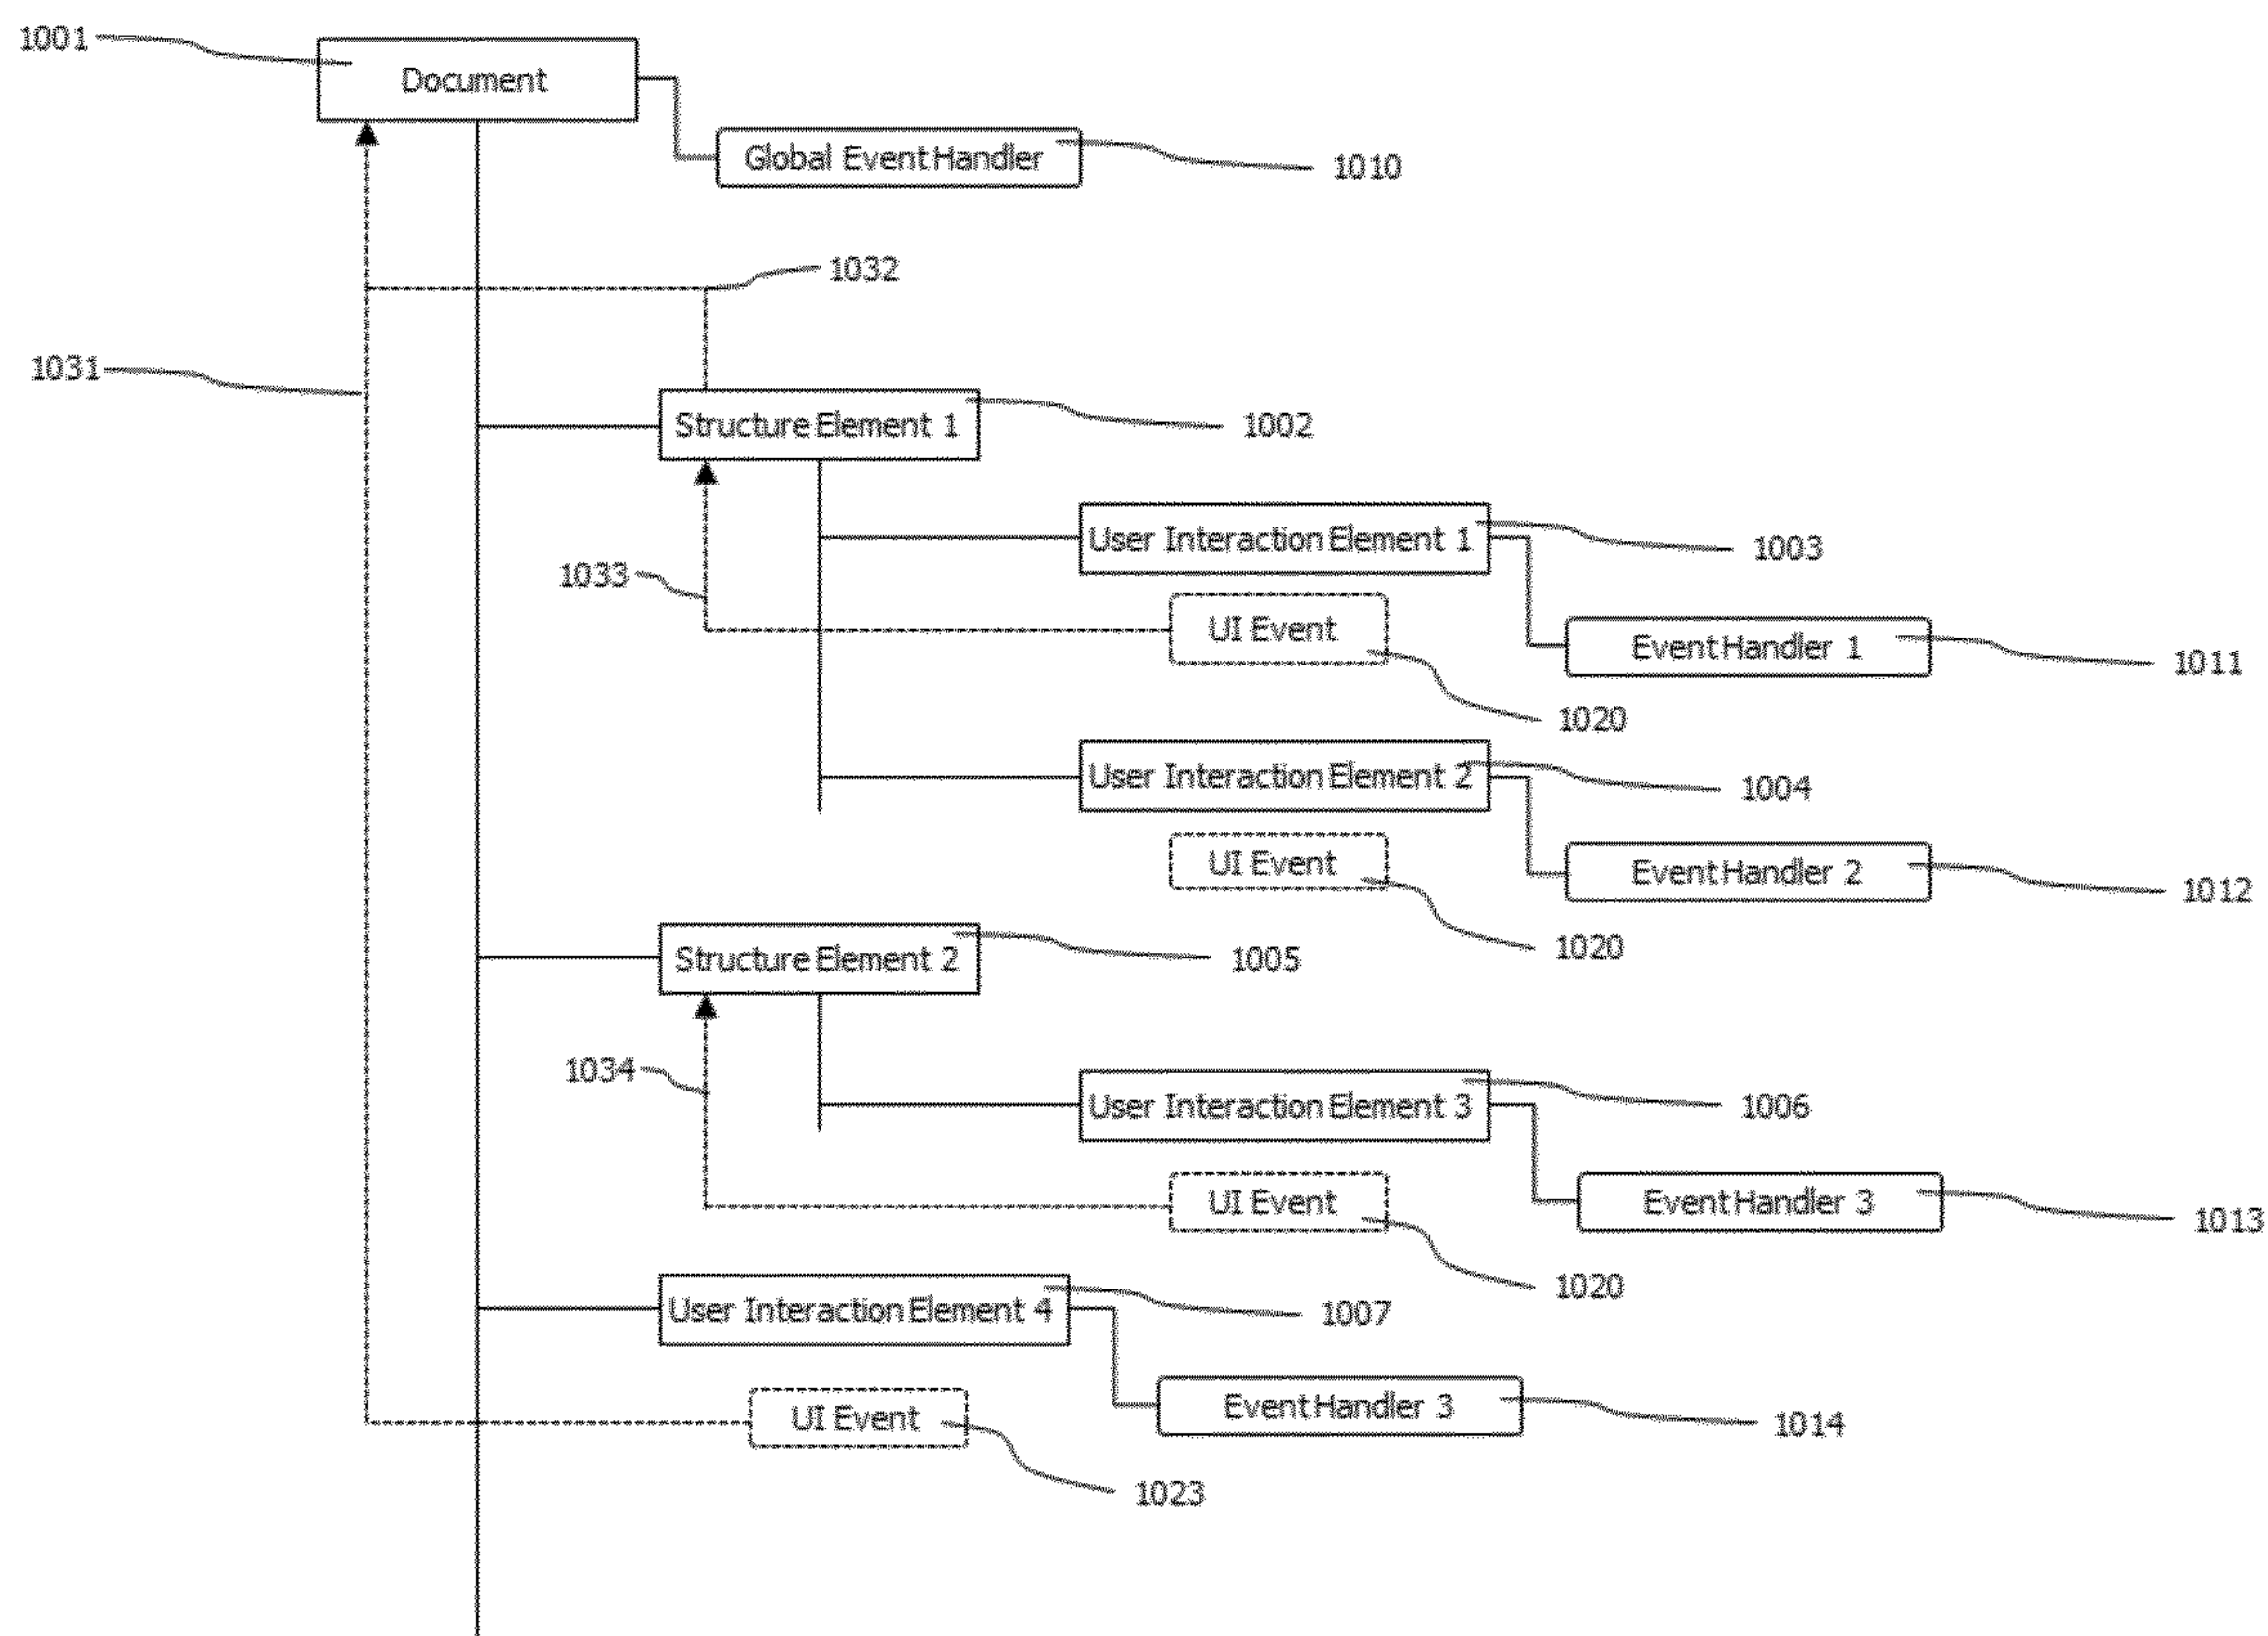 1001
Document
Global Event Handler
1010
1032
1031
Structure Element 1
1002
User Interaction Element 1
1003
1033
UI Event
Event Handler 1
1011
1020
User Interaction Element 2
1004
UI Event
Event Handler 2
1012
1020
Structure Element 2
1005
1034
User Interaction Element 3
1006
UI Event
Event Handler 3
1013
1020
User Interaction Element 4
1007
UI Event
Event Handler 3
1014
1023